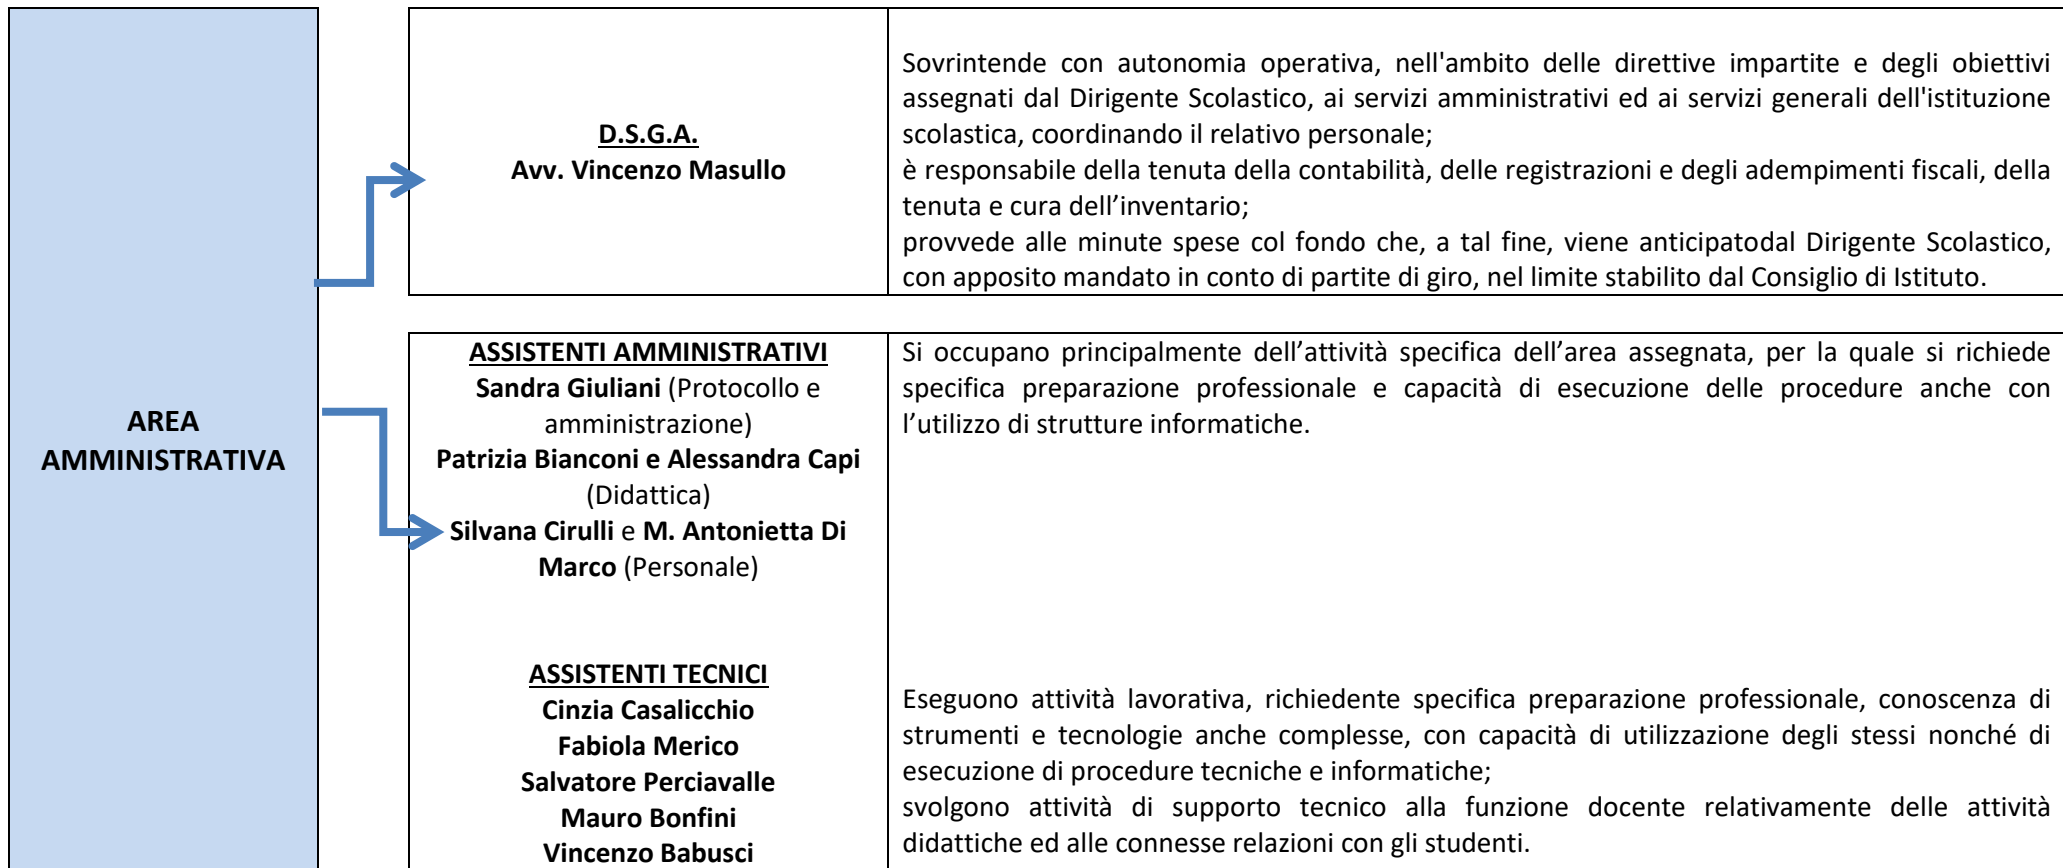 AREA
AMMINISTRATIVA
D.S.G.A.
Avv. Vincenzo Masullo
Sovrintende con autonomia operativa, nell'ambito delle direttive impartite e degli obiettivi
assegnati dal Dirigente Scolastico, ai servizi amministrativi ed ai servizi generali dell'istituzione
scolastica, coordinando il relativo personale;
è responsabile della tenuta della contabilità, delle registrazioni e degli adempimenti fiscali, della
tenuta e cura dell’inventario;
provvede alle minute spese col fondo che, a tal fine, viene anticipatodal Dirigente Scolastico,
con apposito mandato in conto di partite di giro, nel limite stabilito dal Consiglio di Istituto.
ASSISTENTI AMMINISTRATIVI
Sandra Giuliani (Protocollo e
amministrazione)
Patrizia Bianconi e Alessandra Capi
(Didattica)
Silvana Cirulli e M. Antonietta Di
Marco (Personale)
Si occupano principalmente dell’attività specifica dell’area assegnata, per la quale si richiede
specifica preparazione professionale e capacità di esecuzione delle procedure anche con
l’utilizzo di strutture informatiche.
ASSISTENTI TECNICI
Cinzia Casalicchio
Fabiola Merico
Salvatore Perciavalle
Mauro Bonfini
Vincenzo Babusci
Eseguono attività lavorativa, richiedente specifica preparazione professionale, conoscenza di
strumenti e tecnologie anche complesse, con capacità di utilizzazione degli stessi nonché di
esecuzione di procedure tecniche e informatiche;
svolgono attività di supporto tecnico alla funzione docente relativamente delle attività
didattiche ed alle connesse relazioni con gli studenti.